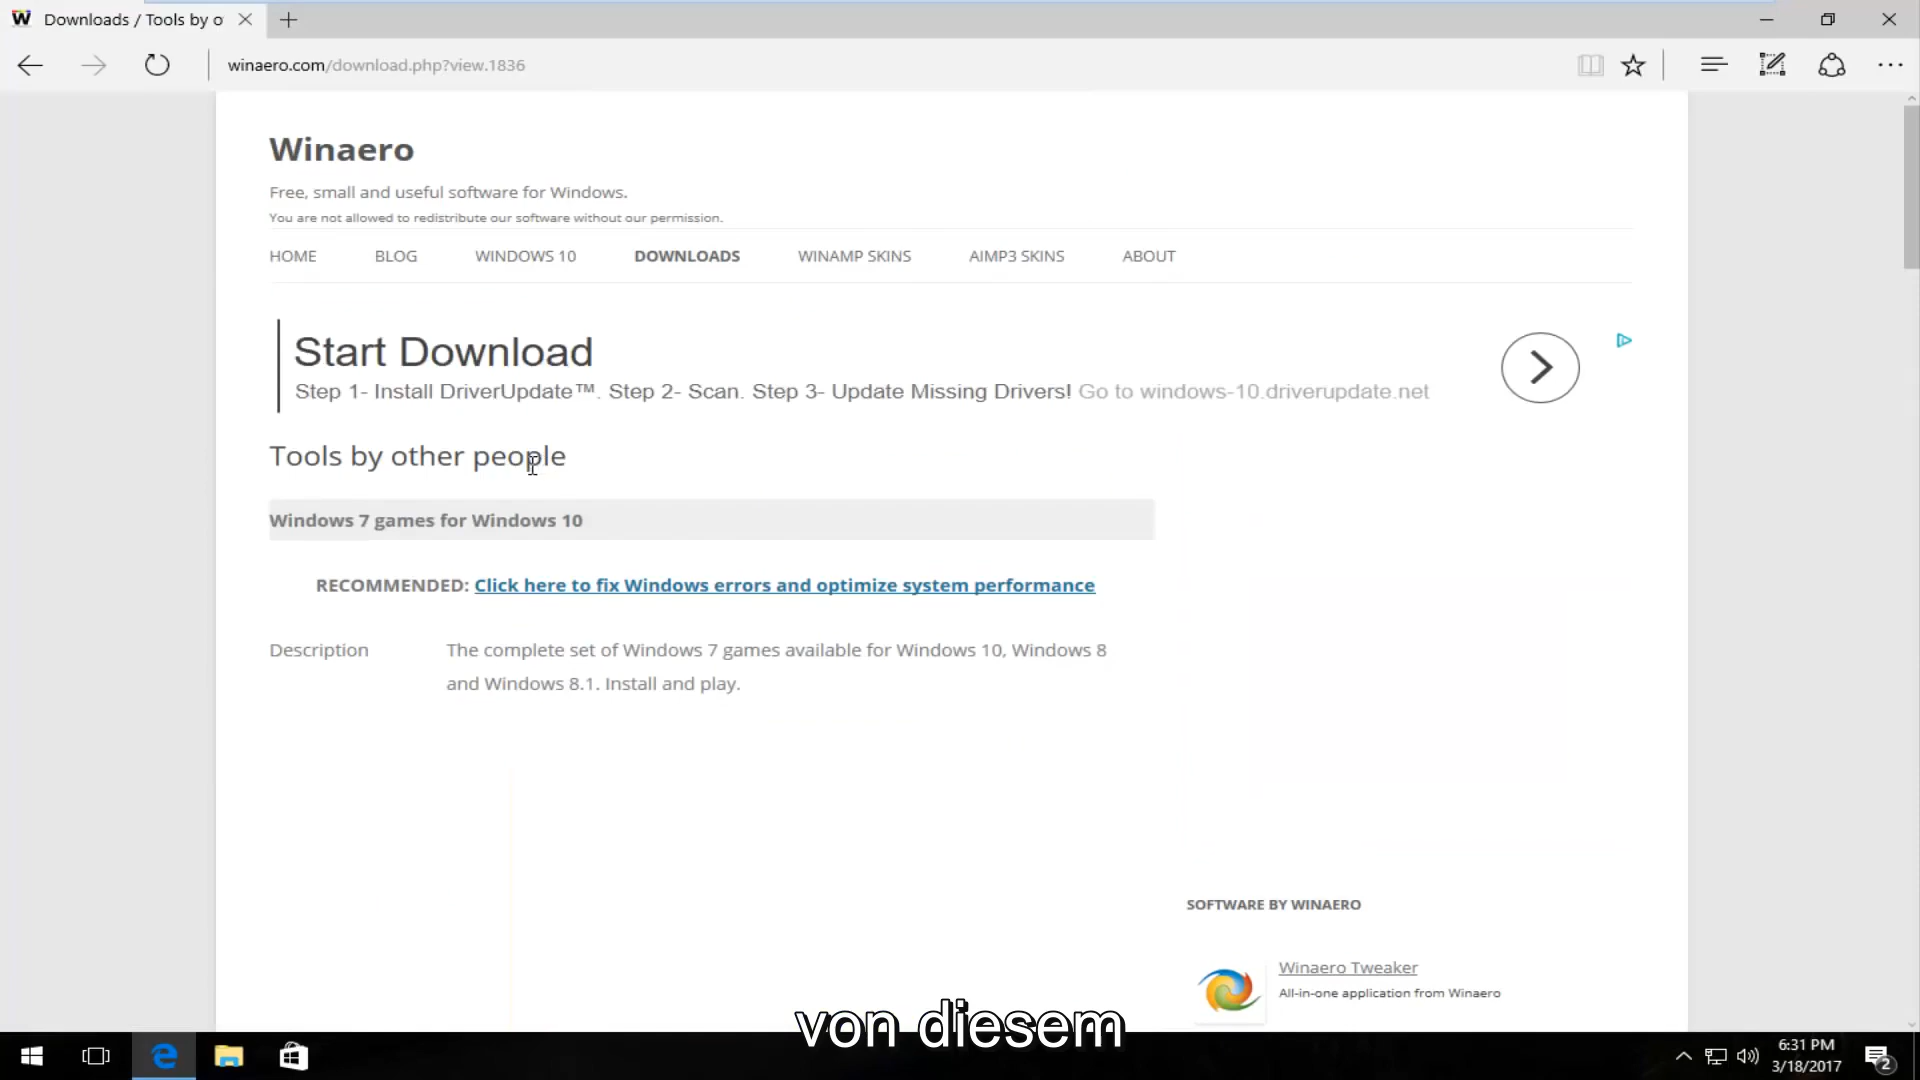 Downloads / Tools by o
winaero.com/download.php?view.1836
Winaero
Free, small and useful software for Windows.
You are not allowed to redistribute our software without our permission.
HOME BLOG WINDOWS 10 DOWNLOADS WINAMP SKINS AIMP3 SKINS ABOUT
Start Download
Step 1- Install DriverUpdate™. Step 2- Scan. Step 3- Update Missing Drivers! Go to windows-10.driverupdate.net
Tools by other people
Windows 7 games for Windows 10
RECOMMENDED: Click here to fix Windows errors and optimize system performance
Description The complete set of Windows 7 games available for Windows 10, Windows 8
and Windows 8.1. Install and play.
SOFTWARE BY WINAERO
Winaero Tweaker
All-in-one application from Winaero
von diesem
6:31 PM
3/18/2017
2